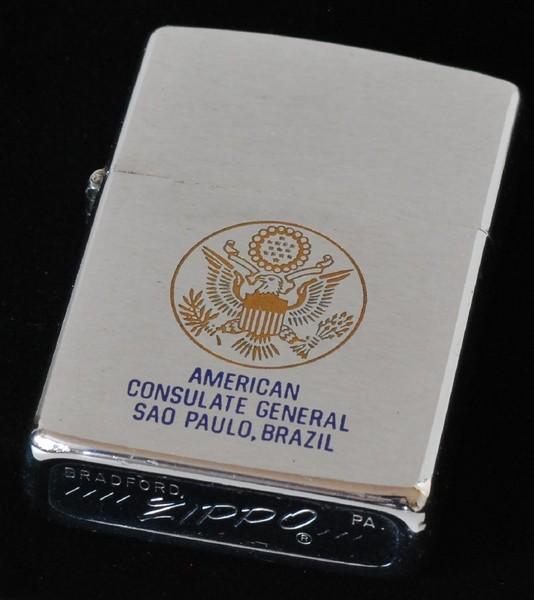 AMERICAN
CONSULATE GENERAL
SAO PAULO, BRAZIL
BRADFORD, ZIPPO ® PA.